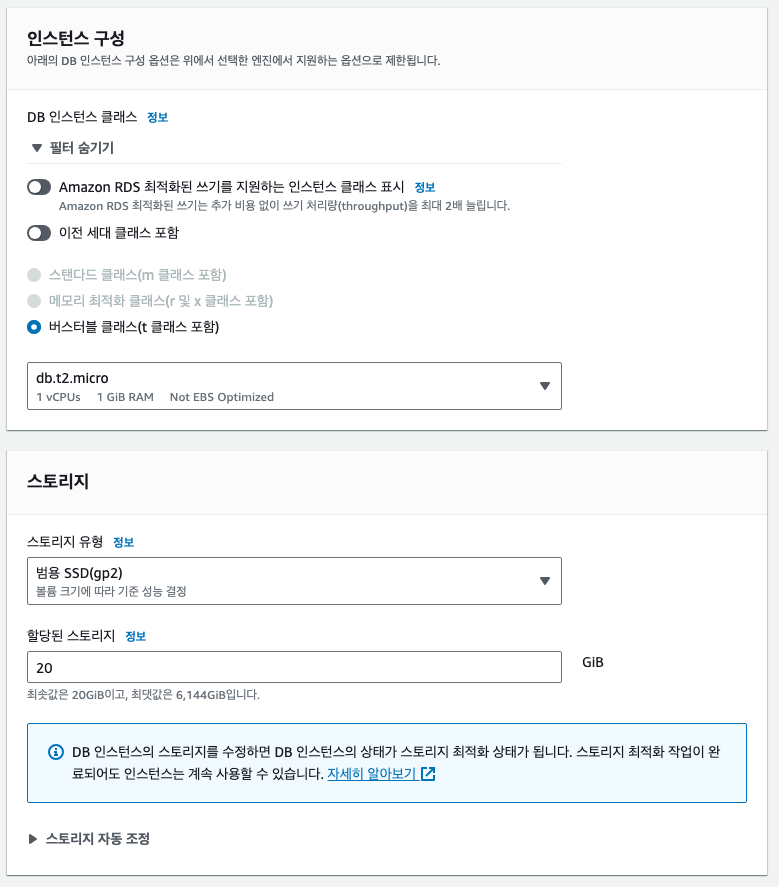 인스턴스 구성
아래의 DB 인스턴스 구성 옵션은 위에서 선택한 엔진에서 지원하는 옵션으로 제한됩니다.
DB 인스턴스 클래스 정보
▼ 필터 숨기기
Amazon RDS 최적화된 쓰기를 지원하는 인스턴스 클래스 표시 정보
Amazon RDS 최적화된 쓰기는 추가 비용 없이 쓰기 처리량(throughput)을 최대 2배 늘립니다.
이전 세대 클래스 포함
스탠다드 클래스(m 클래스 포함)
메모리 최적화 클래스(r 및 x 클래스 포함)
버스터블 클래스(t 클래스 포함)
db.t2.micro
1 vCPUs 1 GiB RAM Not EBS Optimized
스토리지
스토리지 유형 정보
범용 SSD(gp2)
볼륨 크기에 따라 기준 성능 결정
할당된 스토리지 정보
20 GiB
최솟값은 20GiB이고, 최댓값은 6,144GiB입니다.
DB 인스턴스의 스토리지를 수정하면 DB 인스턴스의 상태가 스토리지 최적화 상태가 됩니다. 스토리지 최적화 작업이 완
료되어도 인스턴스는 계속 사용할 수 있습니다. 자세히 알아보기
▶ 스토리지 자동 조정